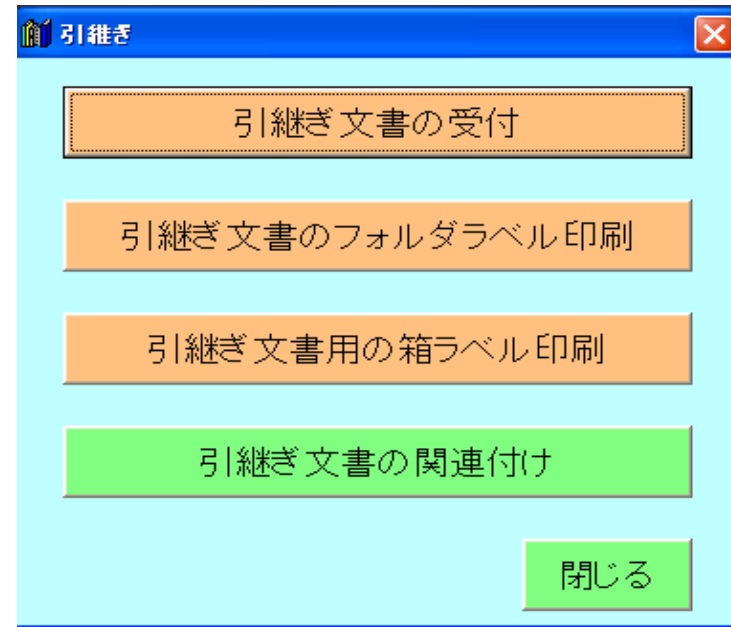 引継ぎ
引継ぎ文書の受付
引継ぎ文書のフォルダラベル印刷
引継ぎ文書用の箱ラベル印刷
引継ぎ文書の関連付け
閉じる